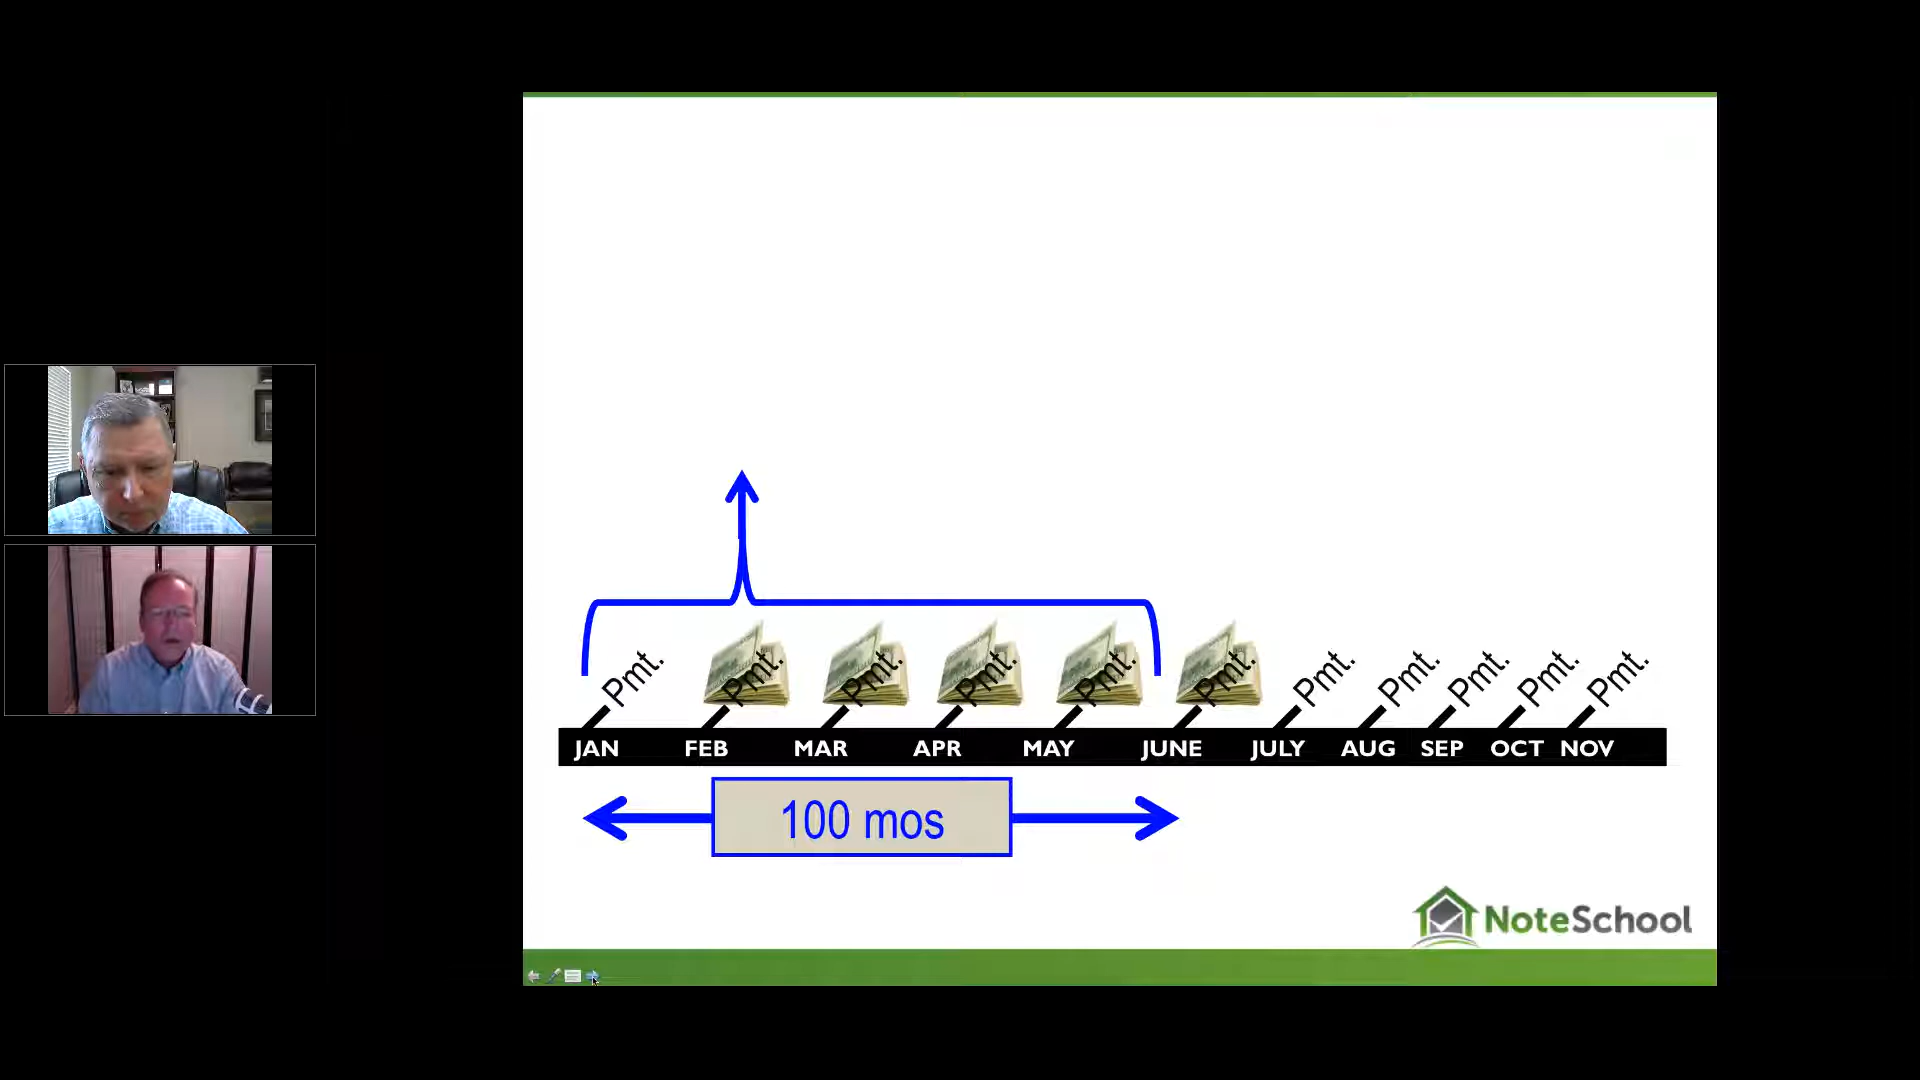 Pmt. Pmt. Pmt. Pmt. Pmt. Pmt. Pmt. Pmt. Pmt. Pmt. Pmt.
JAN FEB MAR APR MAY JUNE JULY AUG SEP OCT NOV
100 mos
NoteSchool